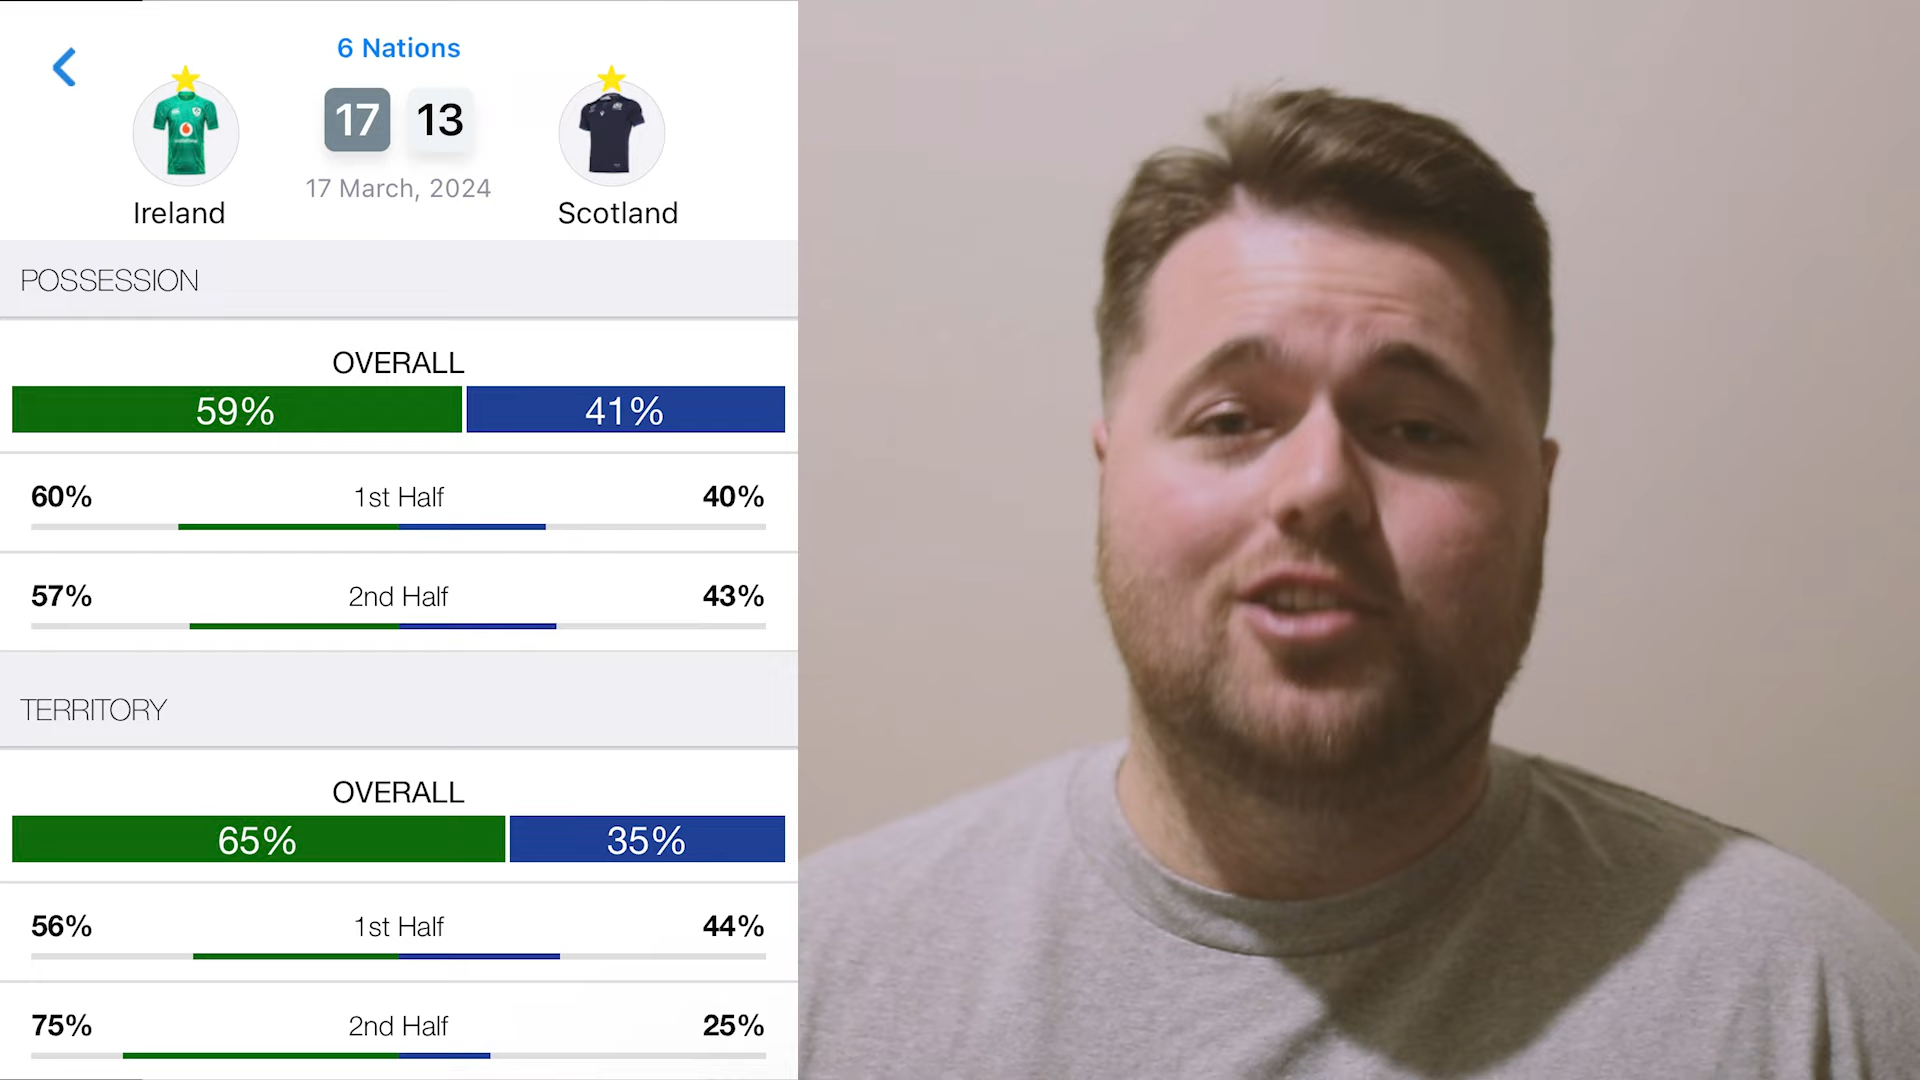 6 Nations
17 13
17 March, 2024
Ireland Scotland
POSSESSION
OVERALL
59% 41%
60% 1st Half 40%
57% 2nd Half 43%
TERRITORY
OVERALL
65% 35%
56% 1st Half 44%
75% 2nd Half 25%